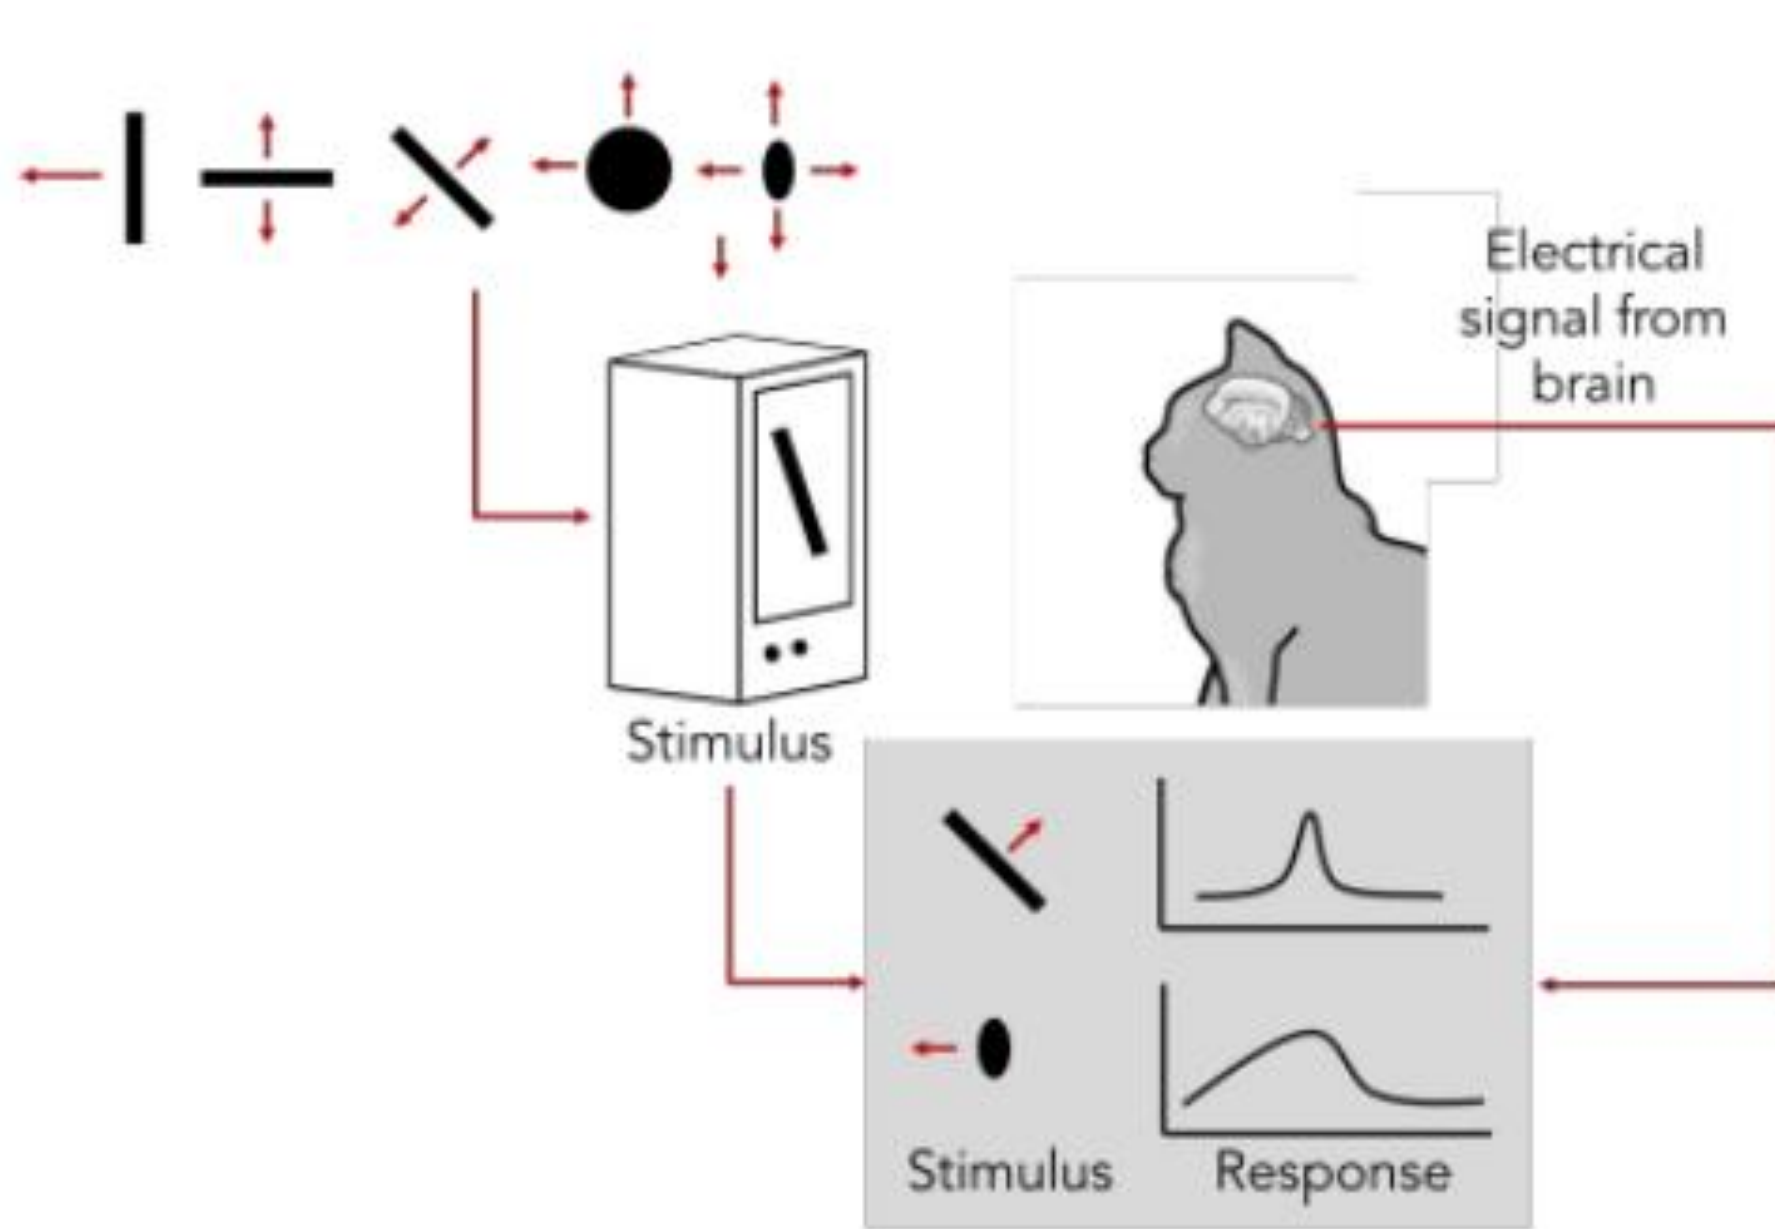 Electrical
signal from
brain
Stimulus
Stimulus
Response